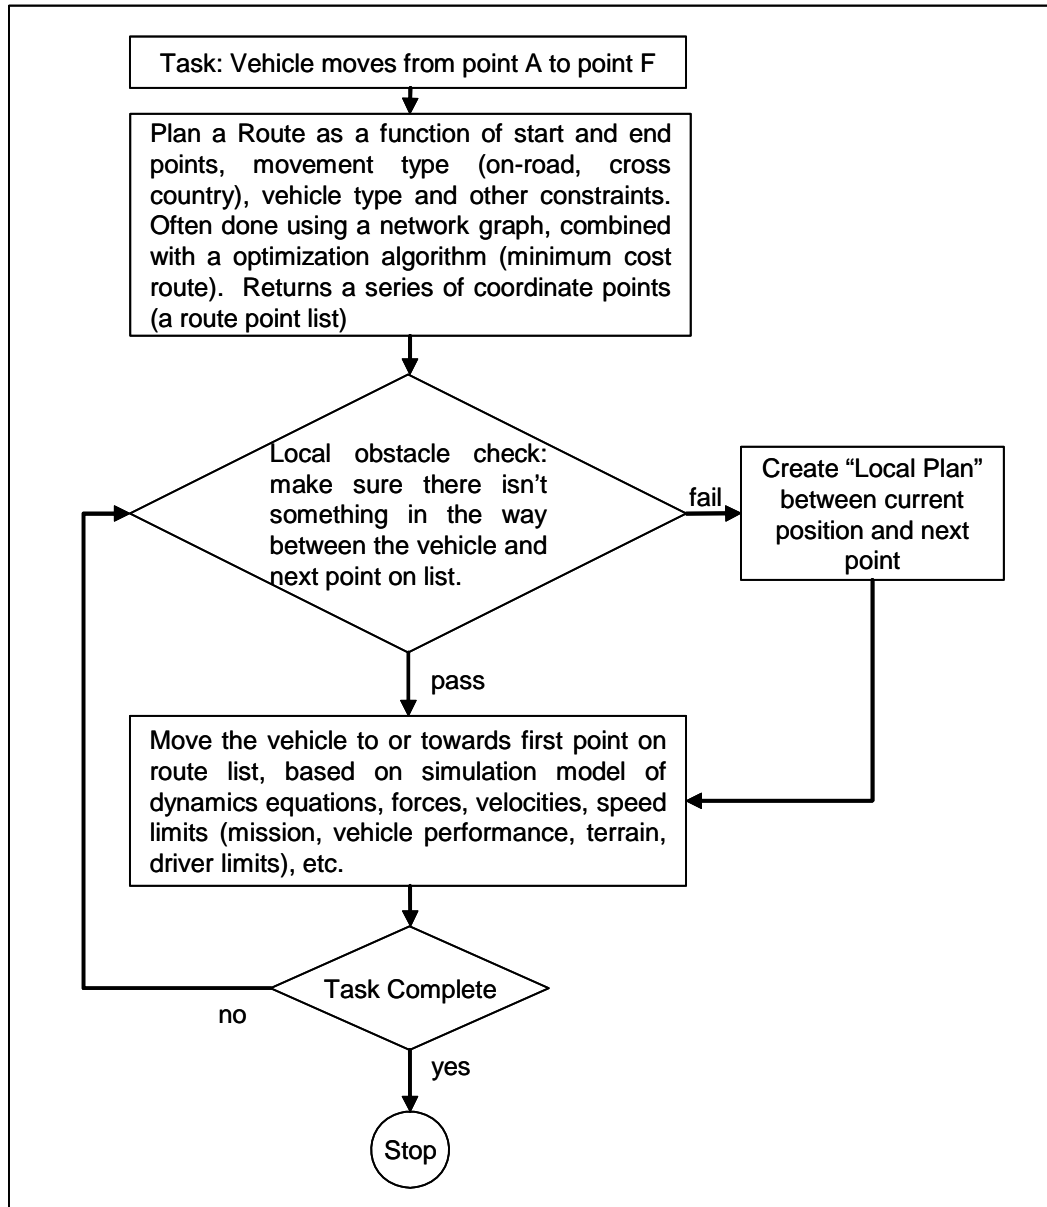 Task: Vehicle moves from point A to point F
Plan a Route as a function of start and end
points, movement type (on-road, cross
country), vehicle type and other constraints.
Often done using a network graph, combined
with a optimization algorithm (minimum cost
route). Returns a series of coordinate points
(a route point list)
Local obstacle check:
make sure there isn't
something in the way
between the vehicle and
next point on list.
fail
Create “Local Plan”
between current
position and next
point
pass
Move the vehicle to or towards first point on
route list, based on simulation model of
dynamics equations, forces, velocities, speed
limits (mission, vehicle performance, terrain,
driver limits), etc.
Task Complete
no
yes
Stop